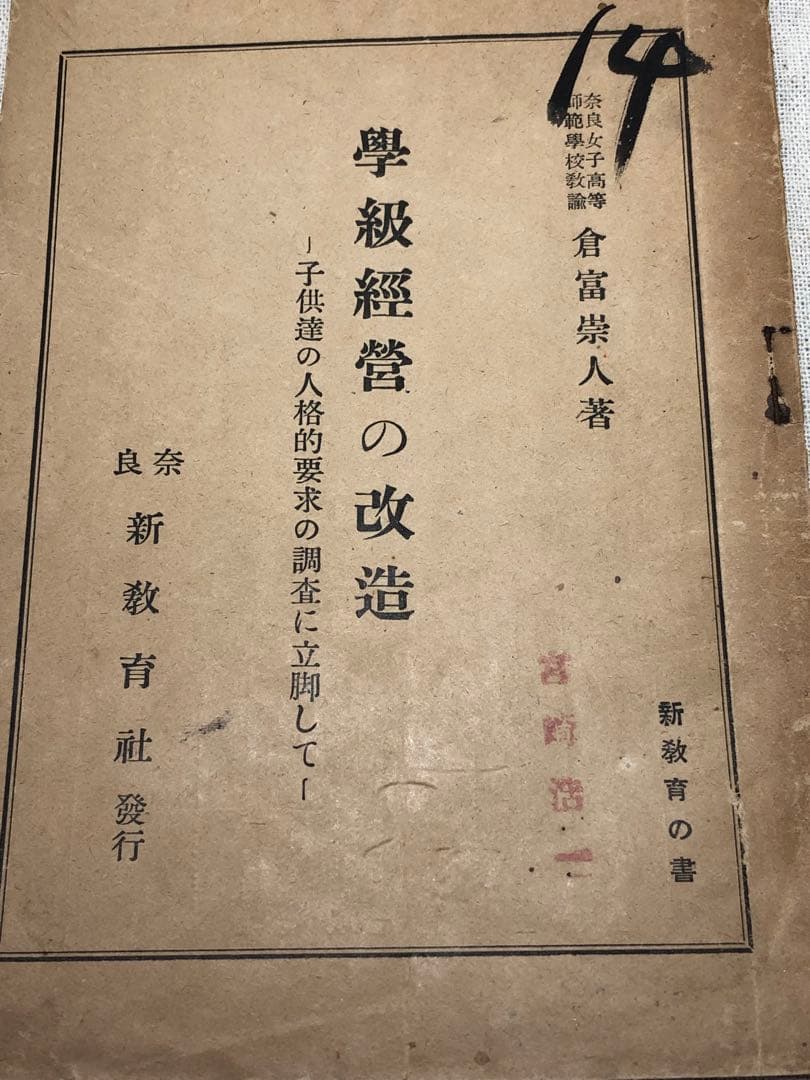 14
奈良女子高等
師範學校教諭
倉富崇人著
新教育の書
學級經營の改造
―子供達の人格的要求の調査に立脚して―
奈良
新教育社發行